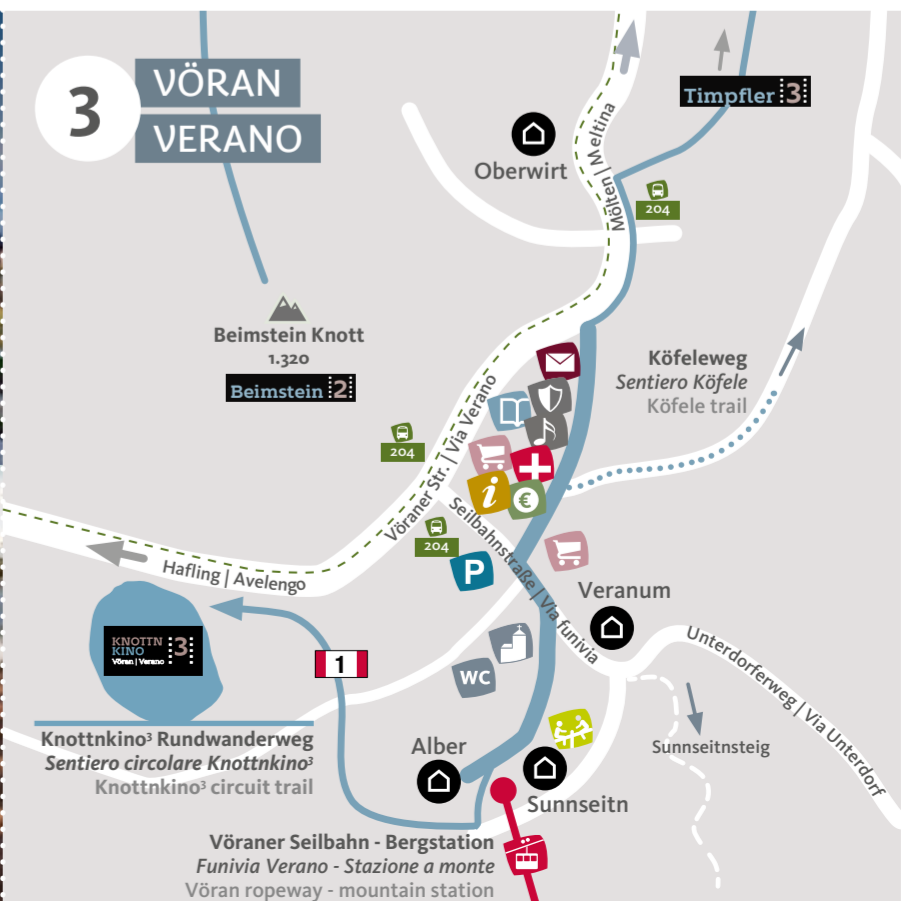 3
VÖRAN
VERANO
Timpfler 3
Oberwirt
Mölten | Meltina
204
Beimstein Knott
1.320
Beimstein 2
Köfeleweg
Sentiero Köfele
Köfele trail
204
Vöraner Str. | Via Verano
i
€
Seilbahnstraße | Via funivia
204
P
Hafling | Avelengo
Veranum
KNOTTN
KINO
3
Vöran | Verano
1
WC
Unterdorferweg | Via Unterdorf
Sunnseitnsteig
Knottnkino³ Rundwanderweg
Sentiero circolare Knottnkino³
Knottnkino³ circuit trail
Alber
Sunnseitn
Vöraner Seilbahn - Bergstation
Funivia Verano - Stazione a monte
Vöran ropeway - mountain station